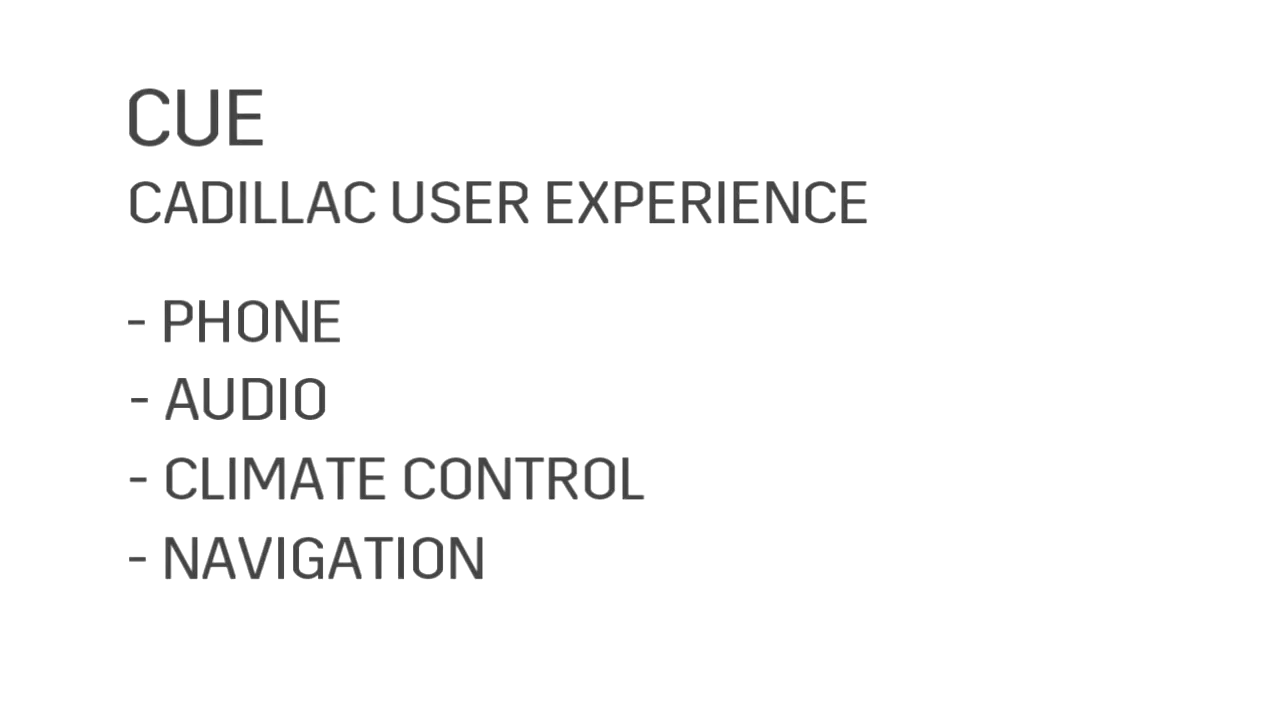 CUE
CADILLAC USER EXPERIENCE
- PHONE
- AUDIO
- CLIMATE CONTROL
- NAVIGATION